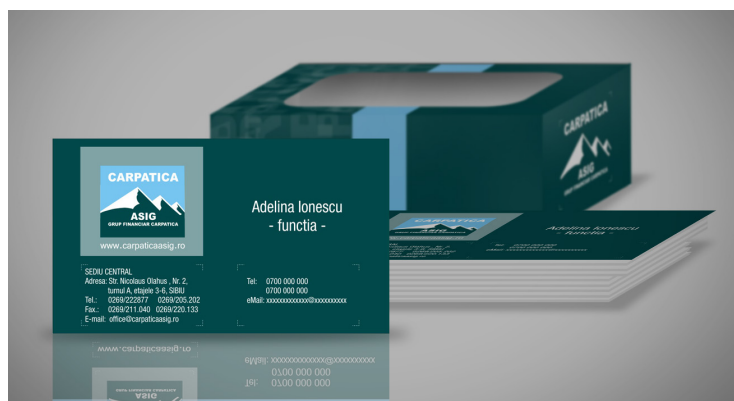 CARPATICA
ASIG
GRUP FINANCIAR CARPATICA
www.carpaticaasig.ro
Adelina Ionescu
- functia -
SEDIU CENTRAL
Adresa: Str. Nicolaus Olahus , Nr. 2,
turnul A, etajele 3-6, SIBIU
Tel.: 0269/222877 0269/205.202
Fax.: 0269/211.040 0269/220.133
E-mail: office@carpaticaasig.ro
Tel: 0700 000 000
0700 000 000
eMail: xxxxxxxxxxxxx@xxxxxxxxxx
CARPATICA
ASIG
GRUP FINANCIAR CARPATICA
CARPATICA
ASIG
Adelina Ionescu
- functia -